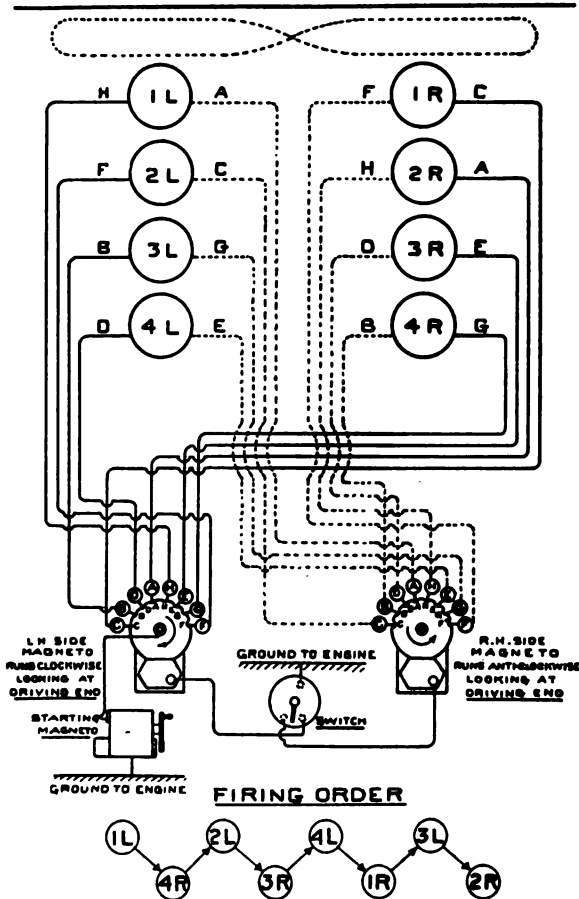 H 1L A F 1R C
F 2L C H 2R A
B 3L G D 3R E
D 4L E B 4R G
C B D A H E G F
C B D A H E G F
L.H SIDE
MAGNETO
RUNS CLOCKWISE
LOOKING AT
DRIVING END
GROUND TO ENGINE
SWITCH
R.H. SIDE
MAGNETO
RUNS ANTI-CLOCKWISE
LOOKING AT
DRIVING END
STARTING
MAGNETO
GROUND TO ENGINE
FIRING ORDER
1L 2L 4L 3L
4R 3R 1R 2R